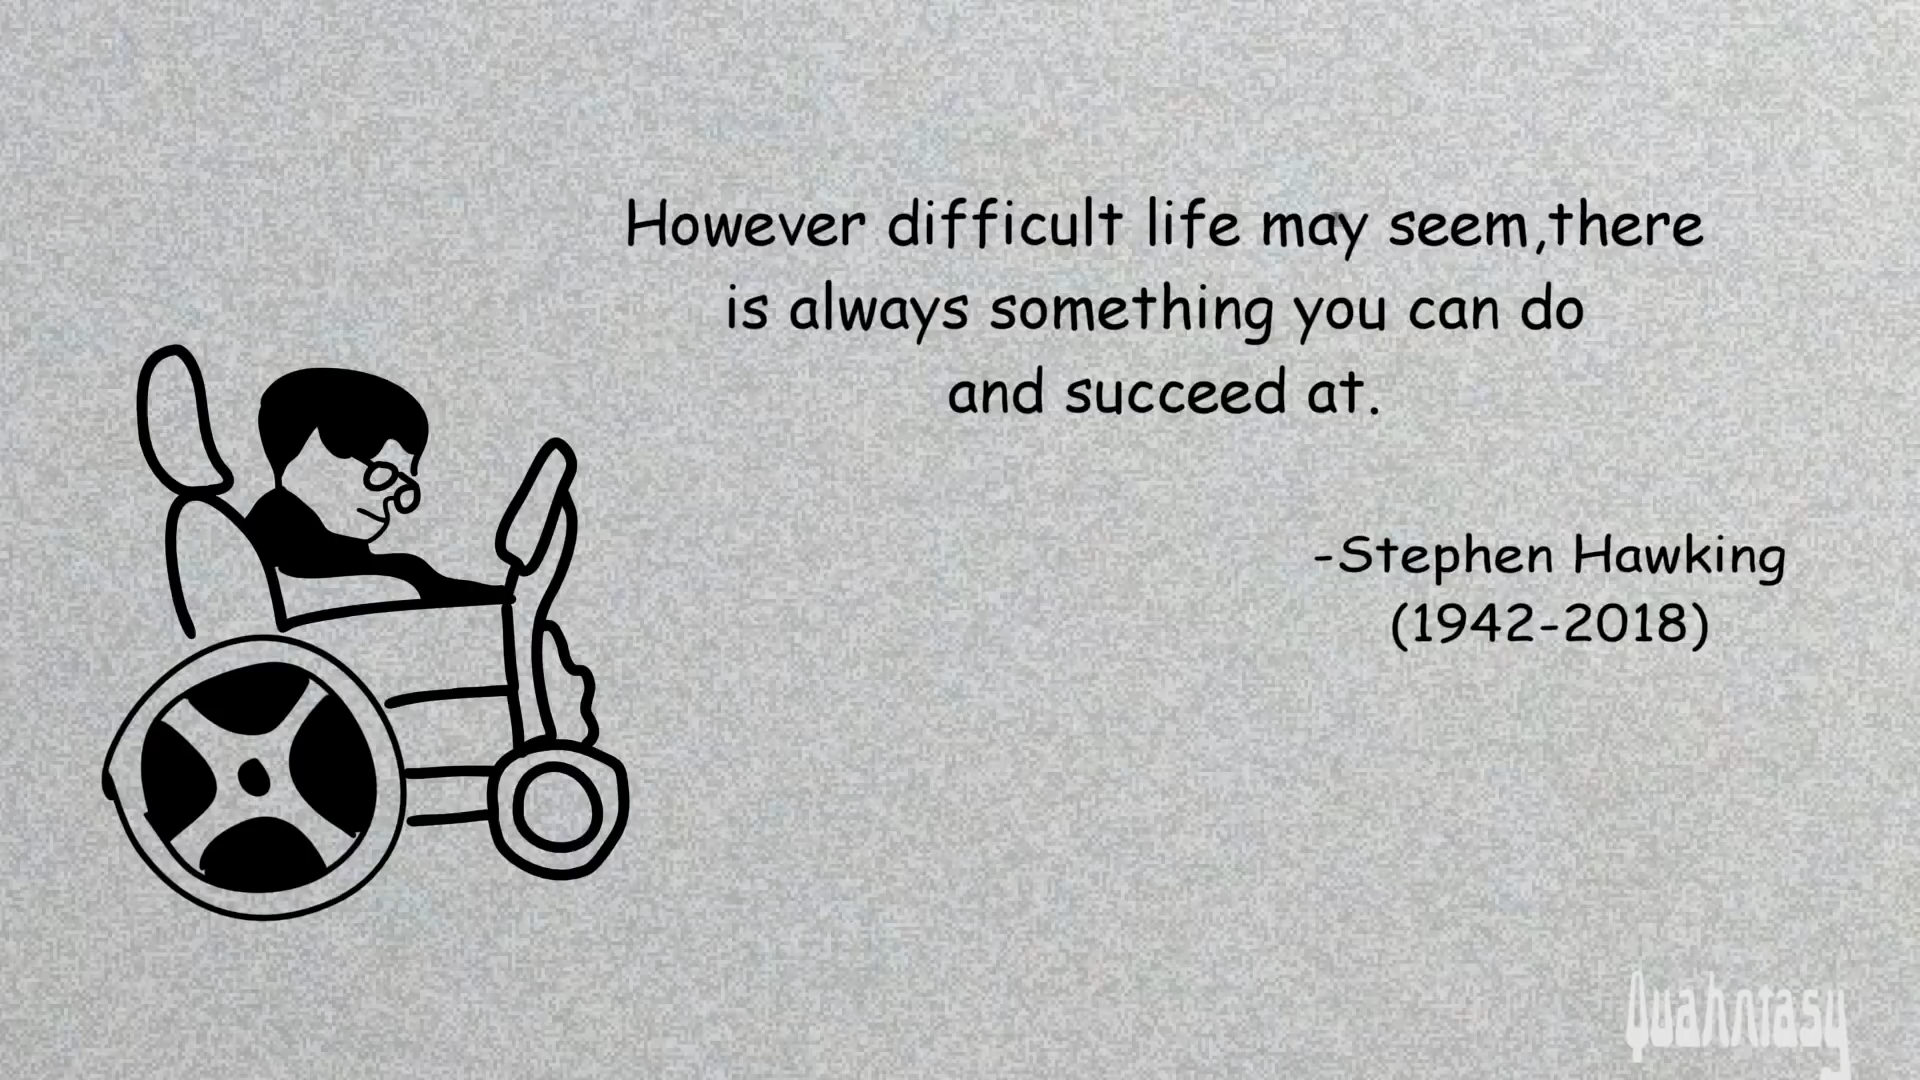 However difficult life may seem,there
is always something you can do
and succeed at.
-Stephen Hawking
(1942-2018)
Quahntasy